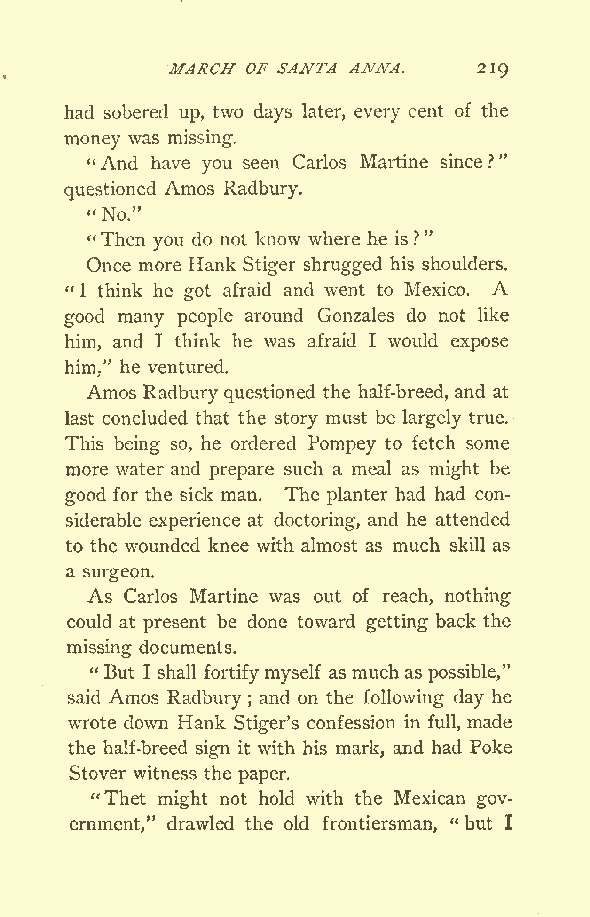 MARCH OF SANTA ANNA. 219
had sobered up, two days later, every cent of the
money was missing.
"And have you seen Carlos Martine since?"
questioned Amos Radbury.
"No."
"Then you do not know where he is?"
Once more Hank Stiger shrugged his shoulders.
"I think he got afraid and went to Mexico. A
good many people around Gonzales do not like
him, and I think he was afraid I would expose
him," he ventured.
Amos Radbury questioned the half-breed, and at
last concluded that the story must be largely true.
This being so, he ordered Pompey to fetch some
more water and prepare such a meal as might be
good for the sick man. The planter had had con-
siderable experience at doctoring, and he attended
to the wounded knee with almost as much skill as
a surgeon.
As Carlos Martine was out of reach, nothing
could at present be done toward getting back the
missing documents.
"But I shall fortify myself as much as possible,"
said Amos Radbury; and on the following day he
wrote down Hank Stiger's confession in full, made
the half-breed sign it with his mark, and had Poke
Stover witness the paper.
"Thet might not hold with the Mexican gov-
ernment," drawled the old frontiersman, "but I